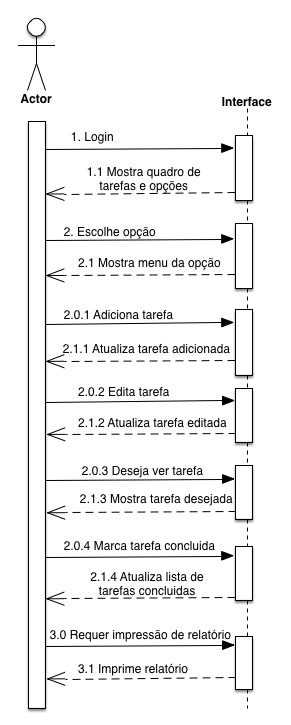 Actor
Interface
1. Login
1.1 Mostra quadro de
tarefas e opções
2. Escolhe opção
2.1 Mostra menu da opção
2.0.1 Adiciona tarefa
2.1.1 Atualiza tarefa adicionada
2.0.2 Edita tarefa
2.1.2 Atualiza tarefa editada
2.0.3 Deseja ver tarefa
2.1.3 Mostra tarefa desejada
2.0.4 Marca tarefa concluida
2.1.4 Atualiza lista de
tarefas concluidas
3.0 Requer impressão de relatório
3.1 Imprime relatório